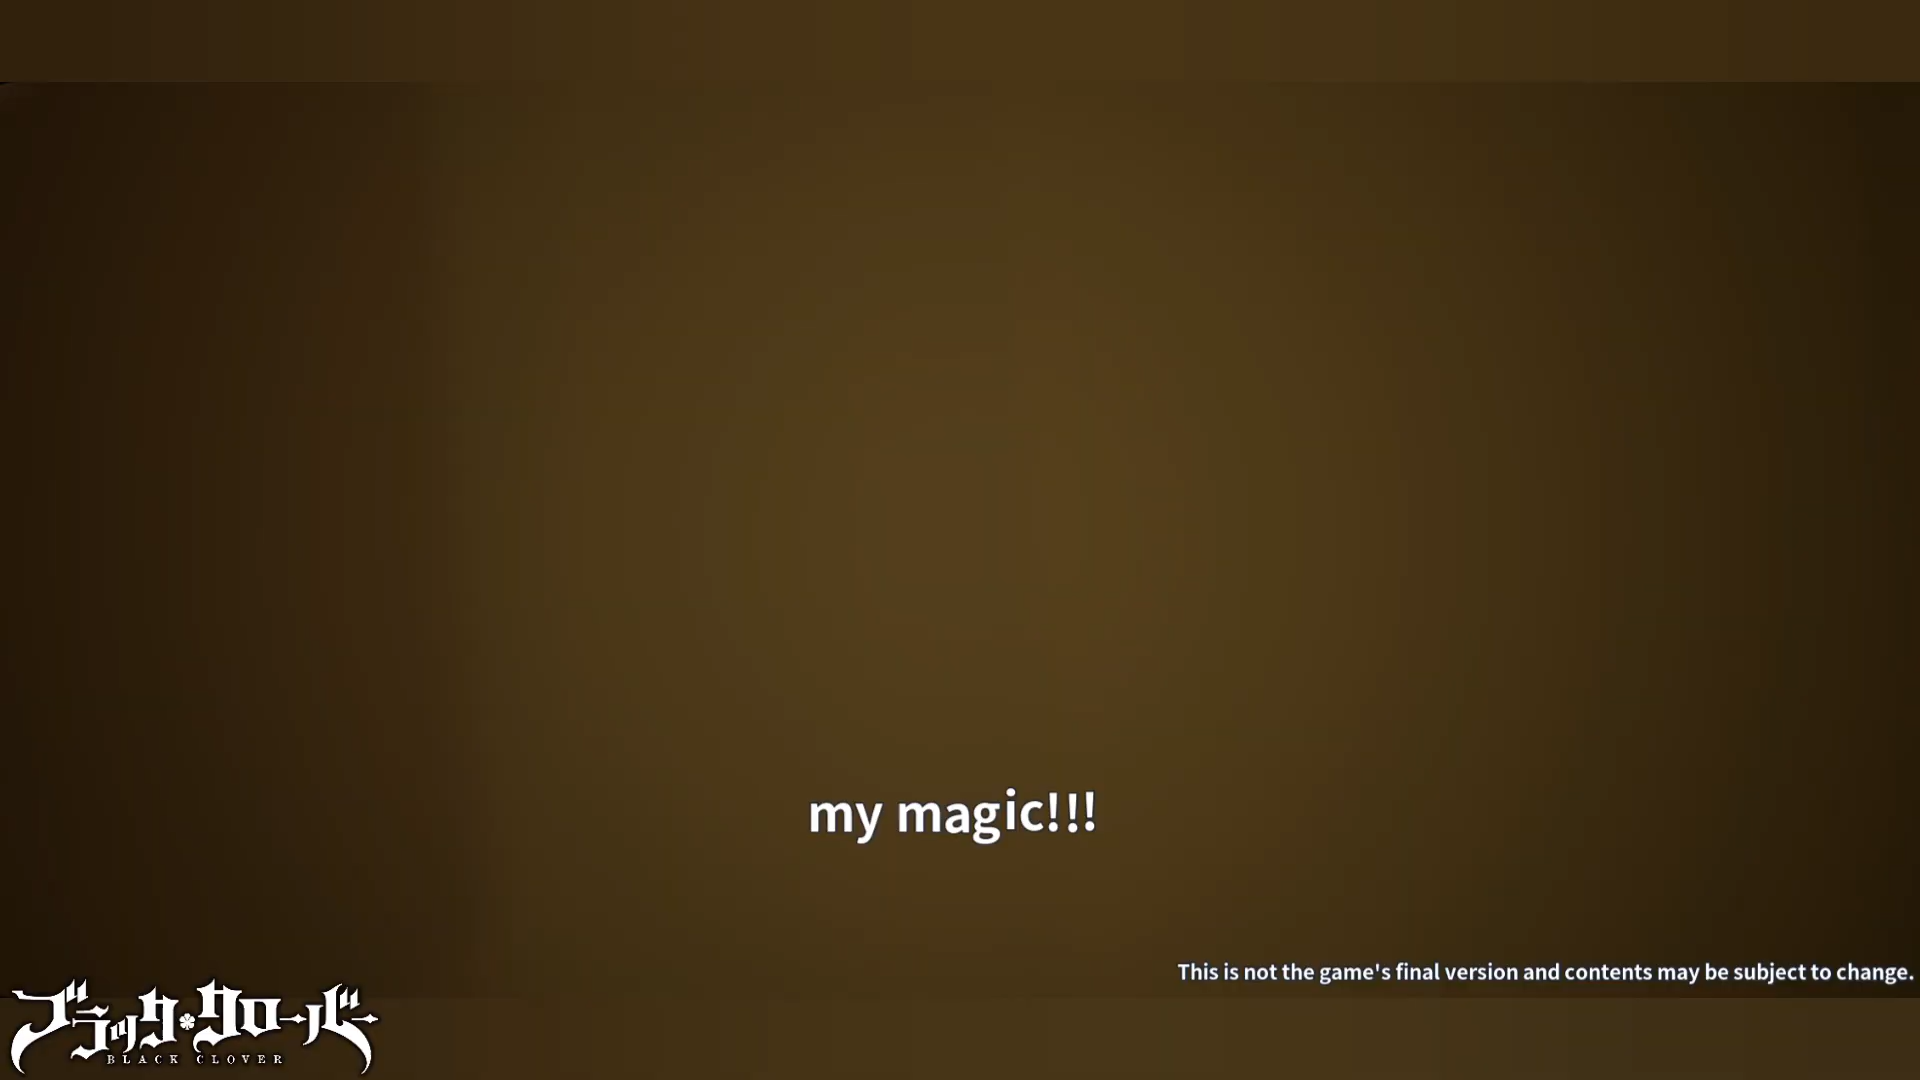 my magic!!!
This is not the game's final version and contents may be subject to change.
ブラッククローバー
BLACK CLOVER